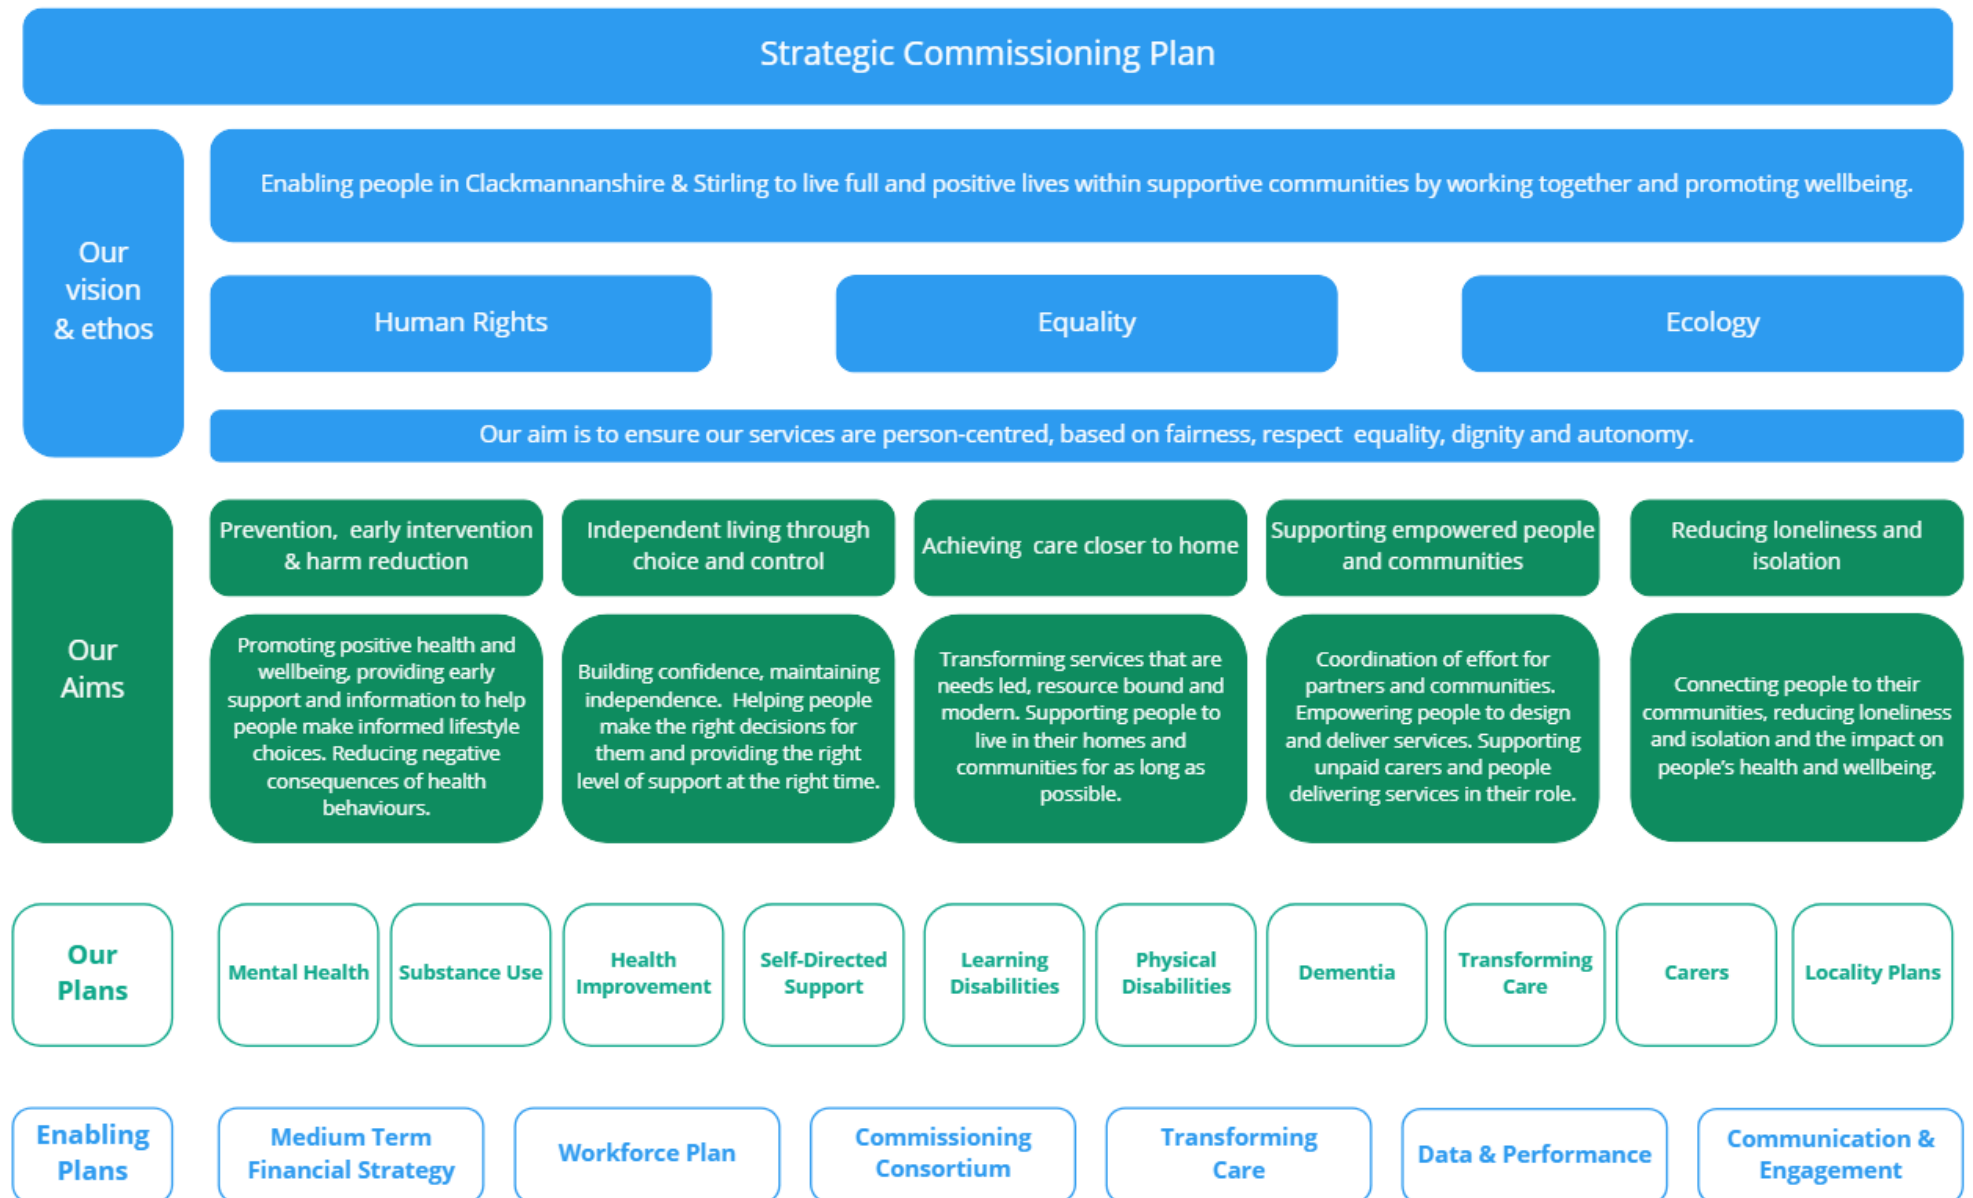 Strategic Commissioning Plan
Our
vision
& ethos
Enabling people in Clackmannanshire & Stirling to live full and positive lives within supportive communities by working together and promoting wellbeing.
Human Rights
Equality
Ecology
Our aim is to ensure our services are person-centred, based on fairness, respect  equality, dignity and autonomy.
Our
Aims
Prevention,  early intervention
& harm reduction
Independent living through
choice and control
Achieving  care closer to home
Supporting empowered people
and communities
Reducing loneliness and
isolation
Promoting positive health and
wellbeing, providing early
support and information to help
people make informed lifestyle
choices. Reducing negative
consequences of health
behaviours.
Building confidence, maintaining
independence.  Helping people
make the right decisions for
them and providing the right
level of support at the right time.
Transforming services that are
needs led, resource bound and
modern. Supporting people to
live in their homes and
communities for as long as
possible.
Coordination of effort for
partners and communities.
Empowering people to design
and deliver services. Supporting
unpaid carers and people
delivering services in their role.
Connecting people to their
communities, reducing loneliness
and isolation and the impact on
people's health and wellbeing.
Our
Plans
Mental Health
Substance Use
Health
Improvement
Self-Directed
Support
Learning
Disabilities
Physical
Disabilities
Dementia
Transforming
Care
Carers
Locality Plans
Enabling
Plans
Medium Term
Financial Strategy
Workforce Plan
Commissioning
Consortium
Transforming
Care
Data & Performance
Communication &
Engagement